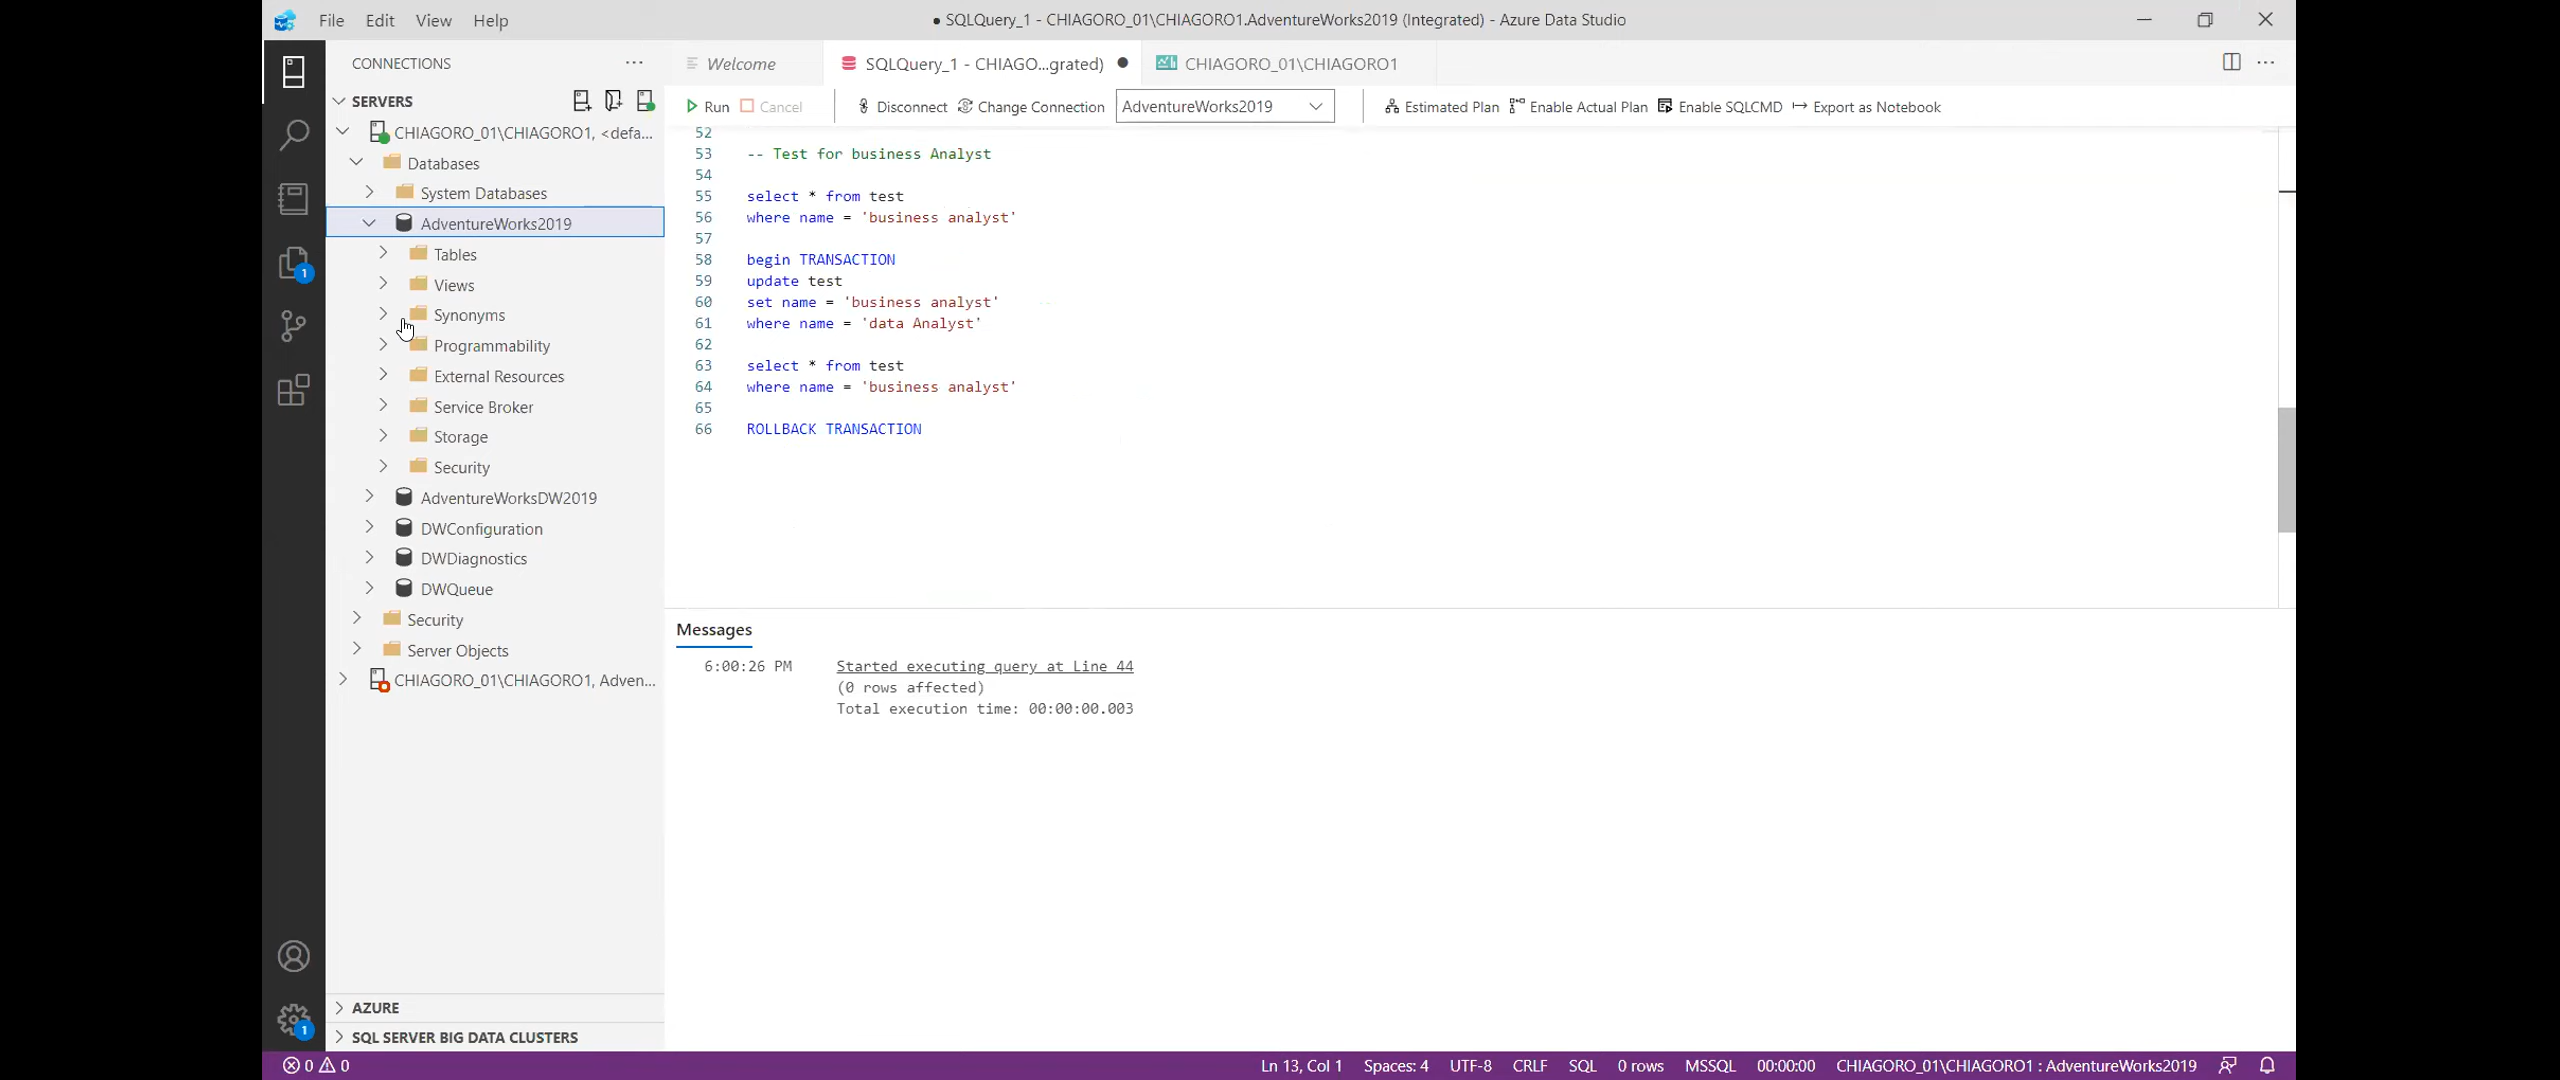 File Edit View Help
● SQLQuery_1 - CHIAGORO_01\CHIAGORO1.AdventureWorks2019 (Integrated) - Azure Data Studio
CONNECTIONS
SERVERS
CHIAGORO_01\CHIAGORO1, <defa...
Databases
System Databases
AdventureWorks2019
Tables
Views
Synonyms
Programmability
External Resources
Service Broker
Storage
Security
AdventureWorksDW2019
DWConfiguration
DWDiagnostics
DWQueue
Security
Server Objects
CHIAGORO_01\CHIAGORO1, Adven...
AZURE
SQL SERVER BIG DATA CLUSTERS
1
1
Welcome
SQLQuery_1 - CHIAGO...grated) ●
CHIAGORO_01\CHIAGORO1
Run Cancel Disconnect Change Connection AdventureWorks2019 Estimated Plan Enable Actual Plan Enable SQLCMD Export as Notebook
52
53 -- Test for business Analyst
54
55 select * from test
56 where name = 'business analyst'
57
58 begin TRANSACTION
59 update test
60 set name = 'business analyst'
61 where name = 'data Analyst'
62
63 select * from test
64 where name = 'business analyst'
65
66 ROLLBACK TRANSACTION
Messages
6:00:26 PM Started executing query at Line 44
(0 rows affected)
Total execution time: 00:00:00.003
0 0 Ln 13, Col 1 Spaces: 4 UTF-8 CRLF SQL 0 rows MSSQL 00:00:00 CHIAGORO_01\CHIAGORO1 : AdventureWorks2019